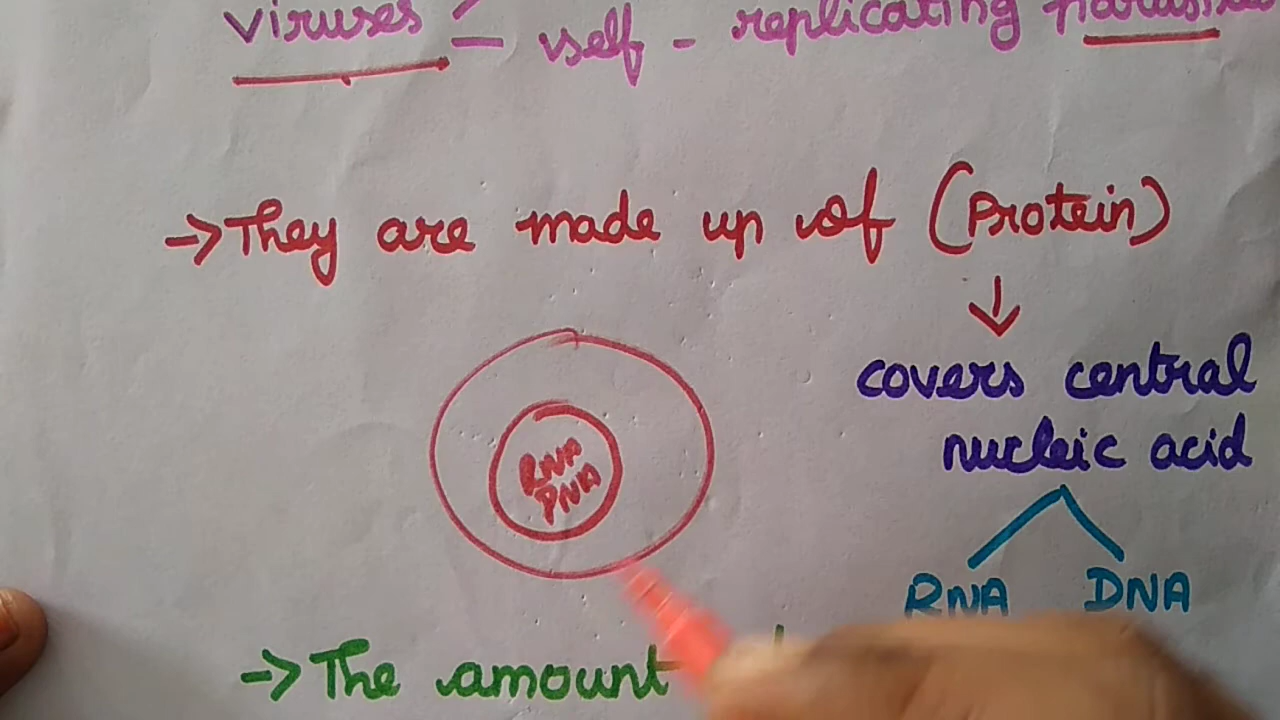 viruses = self - replicating parasites
→ They are made up of (Protein)
↓
covers central
nucleic acid
RNA
DNA
RNA DNA
→ The amount